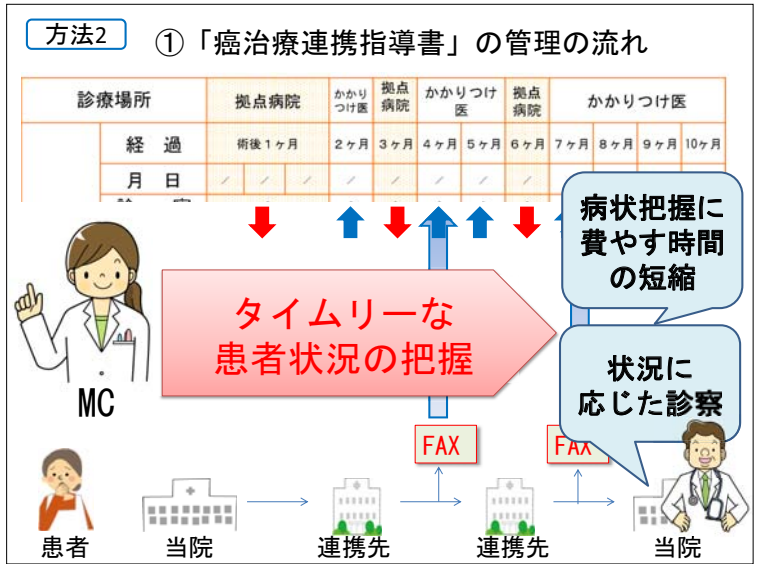 方法2
①「癌治療連携指導書」の管理の流れ
診療場所
拠点病院
かかり
つけ医
拠点
病院
かかりつけ
医
拠点
病院
かかりつけ医
経 過
術後1ヶ月
2ヶ月
3ヶ月
4ヶ月
5ヶ月
6ヶ月
7ヶ月
8ヶ月
9ヶ月
10ヶ月
月 日
/ / / / / / / /
病状把握に
費やす時間
の短縮
タイムリーな
患者状況の把握
状況に
応じた診察
MC
FAX
FAX
患者
当院
連携先
連携先
当院